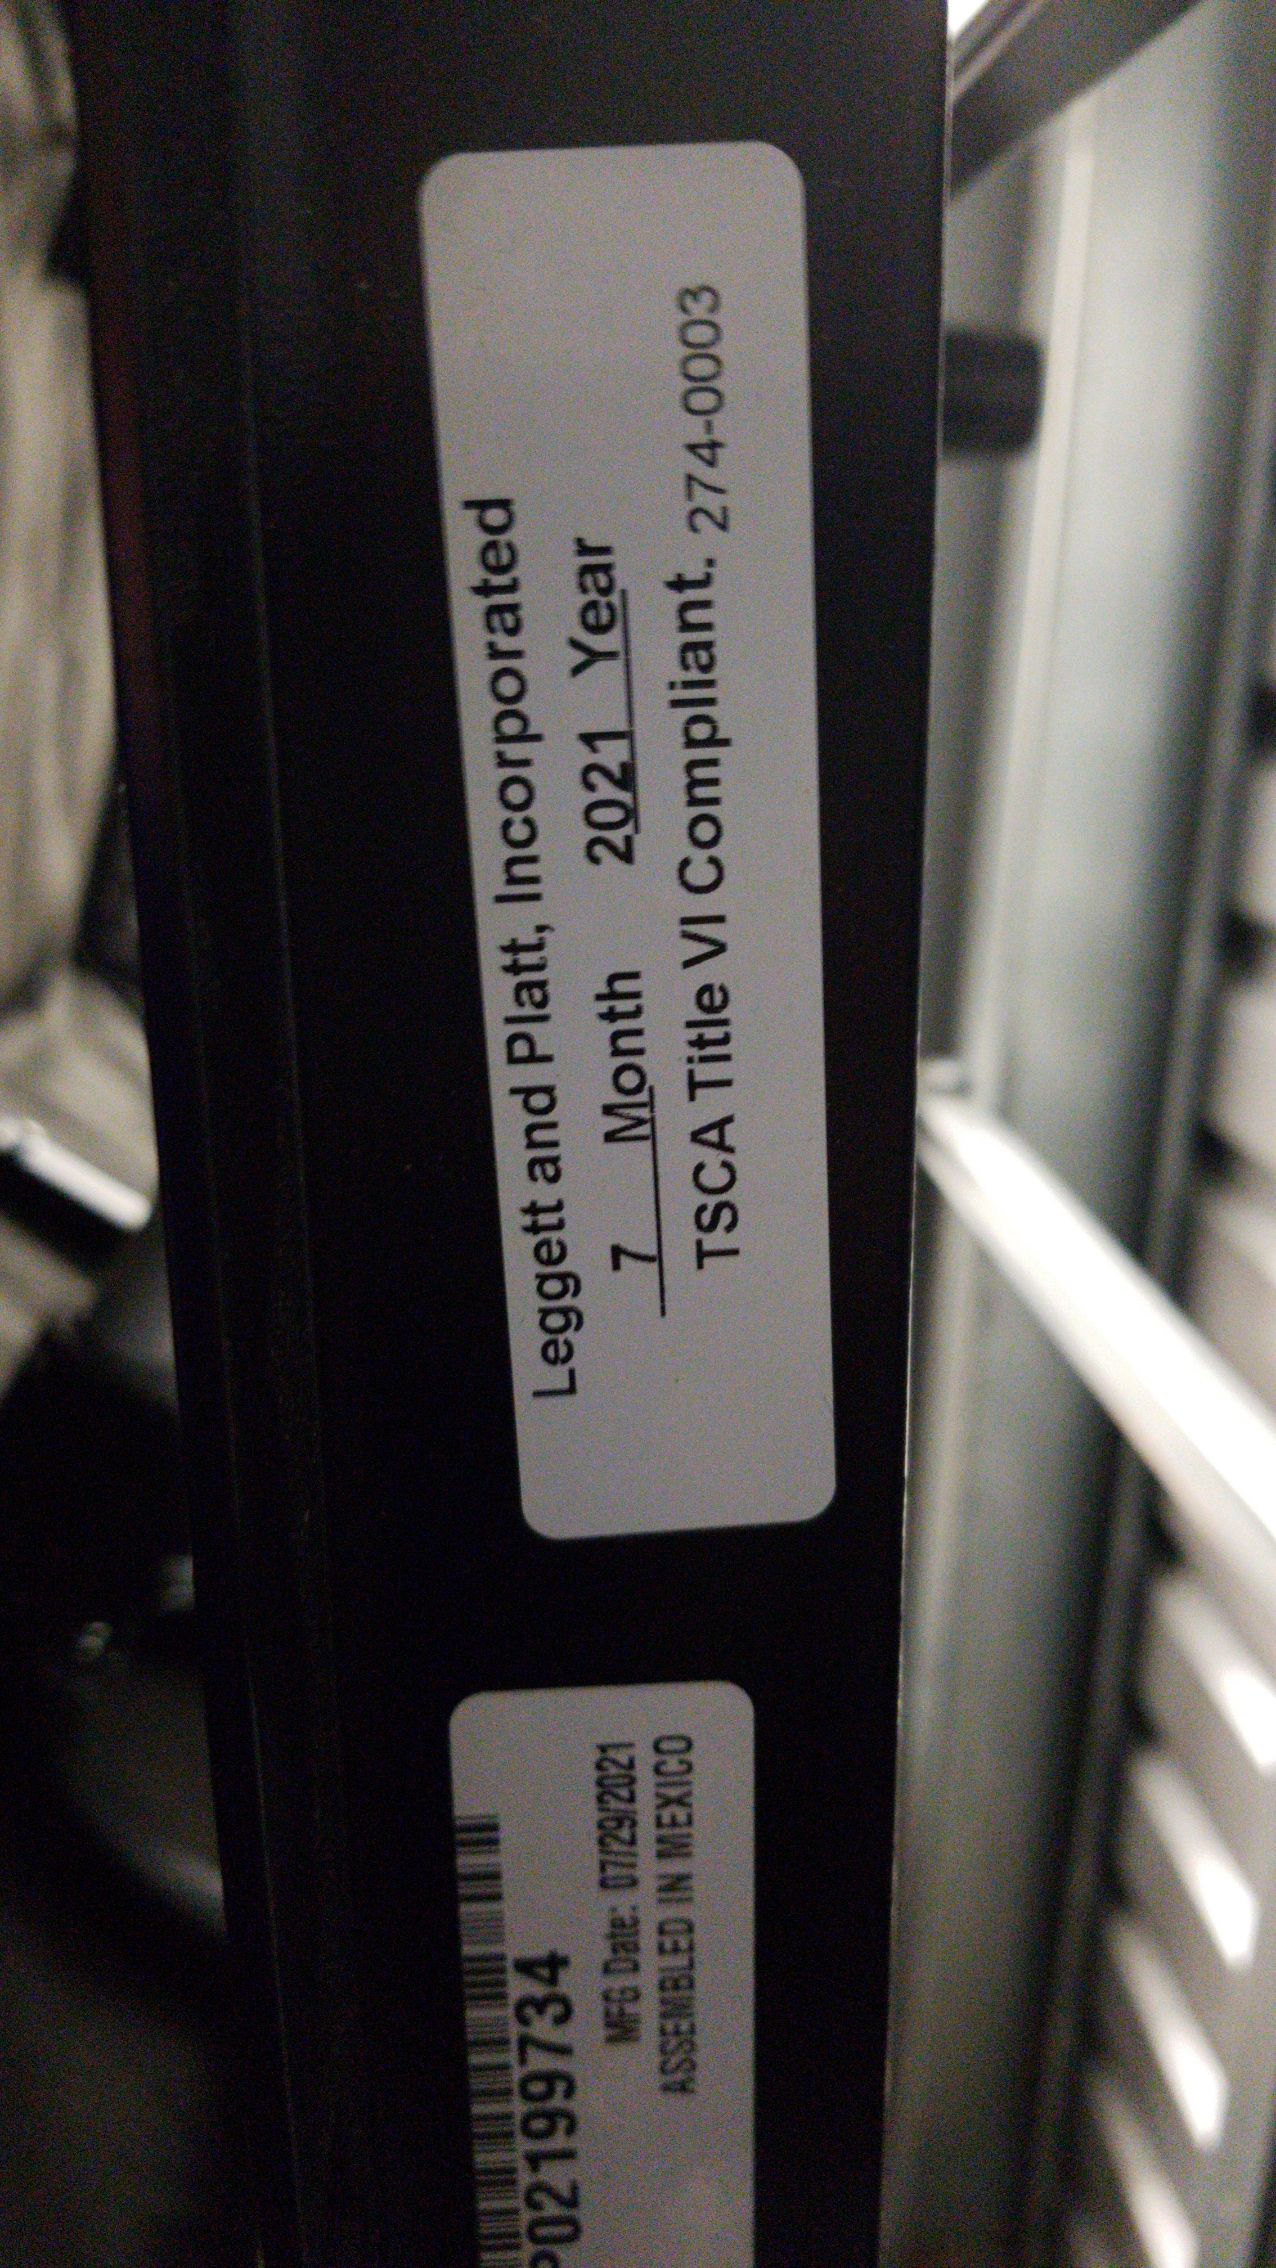 Leggett and Platt, Incorporated
7 Month 2021 Year
TSCA Title VI Compliant. 274-0003
02199734
MFG Date: 07/29/2021
ASSEMBLED IN MEXICO